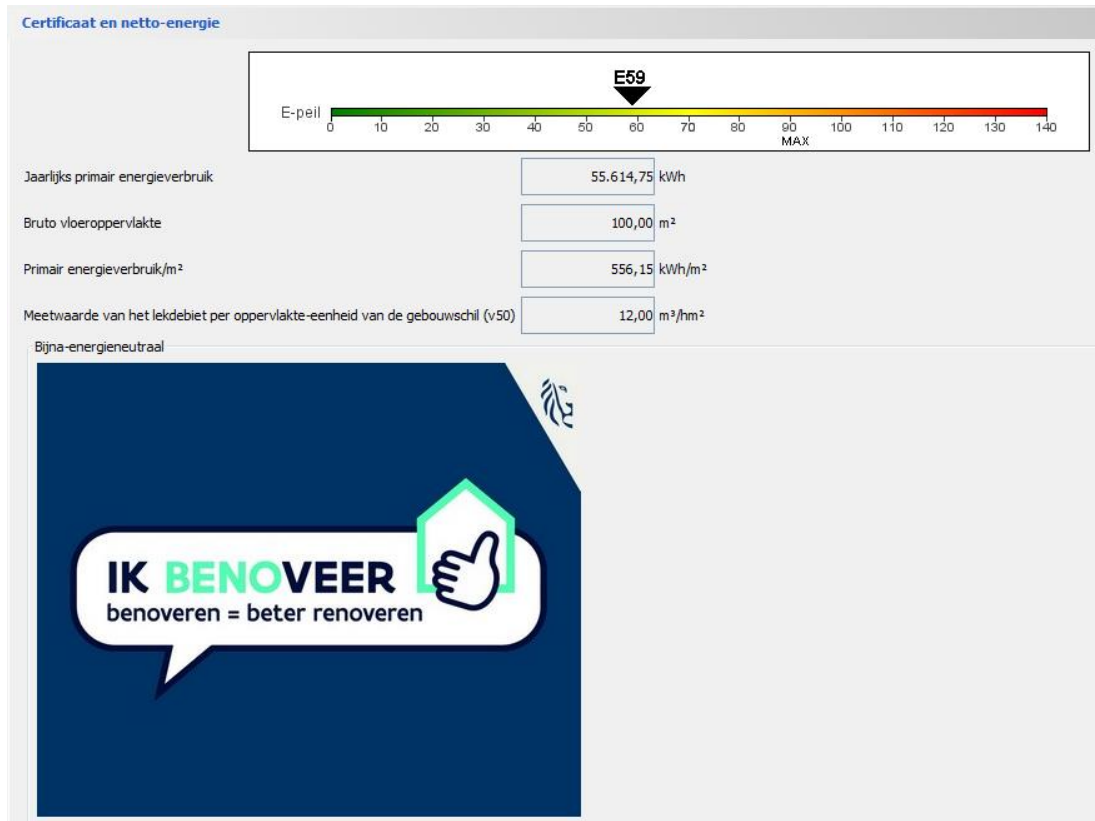 Certificaat en netto-energie
E59
E-peil
0 10 20 30 40 50 60 70 80 90 100 110 120 130 140
MAX
Jaarlijks primair energieverbruik 55.614,75 kWh
Bruto vloeroppervlakte 100,00 m²
Primair energieverbruik/m² 556,15 kWh/m²
Meetwaarde van het lekdebiet per oppervlakte-eenheid van de gebouwschil (v50) 12,00 m³/hm²
Bijna-energieneutraal
IK BENOVEER
benoveren = beter renoveren